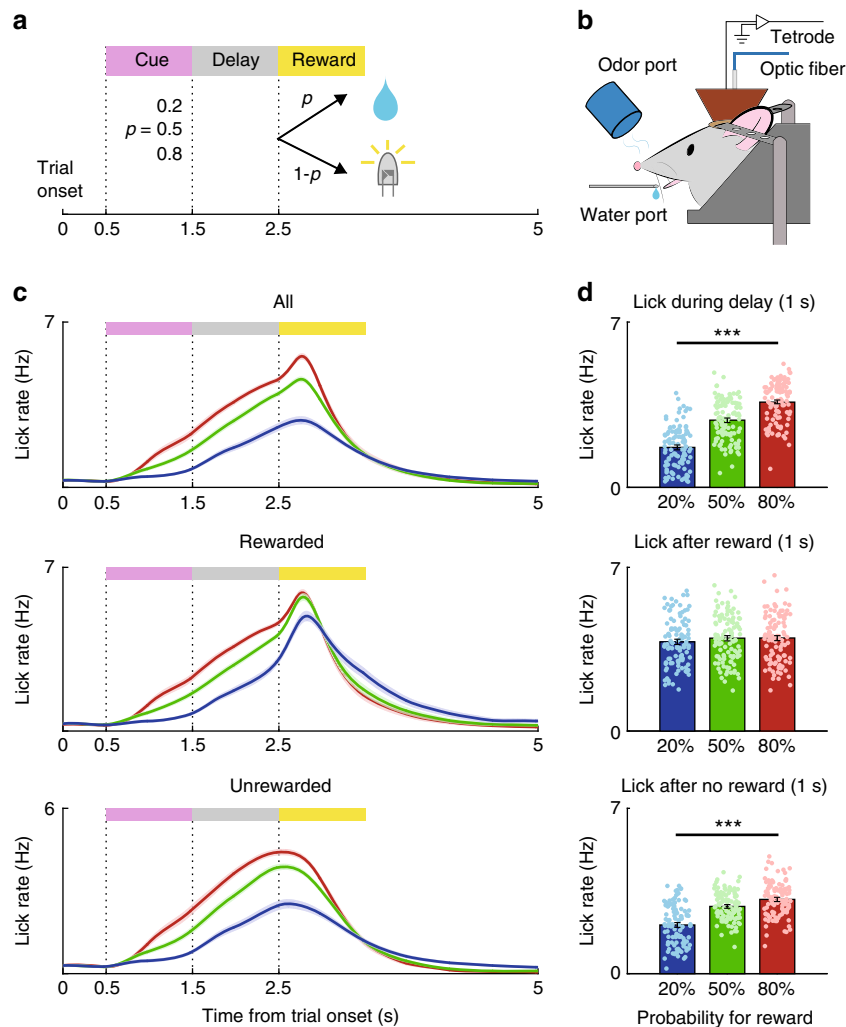 a
Cue Delay Reward
0.2
p = 0.5
0.8
p
1-p
Trial
onset
0 0.5 1.5 2.5 5
b
Tetrode
Optic fiber
Odor port
Water port
c
All
7
Lick rate (Hz)
0 0.5 1.5 2.5 5
Rewarded
7
Lick rate (Hz)
0 0.5 1.5 2.5 5
Unrewarded
6
Lick rate (Hz)
0 0.5 1.5 2.5 5
Time from trial onset (s)
d
Lick during delay (1 s)
7
***
Lick rate (Hz)
0
20% 50% 80%
Lick after reward (1 s)
7
Lick rate (Hz)
0
20% 50% 80%
Lick after no reward (1 s)
7
***
Lick rate (Hz)
0
20% 50% 80%
Probability for reward